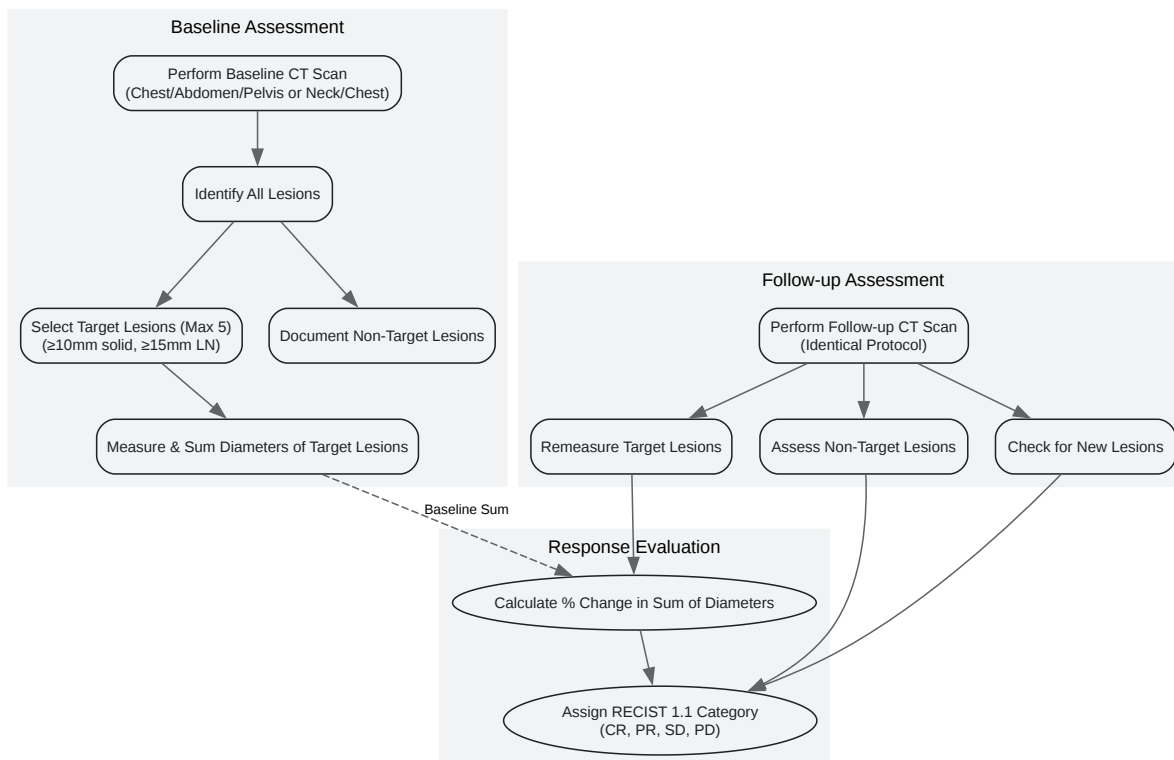 Baseline Assessment
Perform Baseline CT Scan
(Chest/Abdomen/Pelvis or Neck/Chest)
Identify All Lesions
Select Target Lesions (Max 5)
(≥10mm solid, ≥15mm LN)
Document Non-Target Lesions
Measure & Sum Diameters of Target Lesions
Follow-up Assessment
Perform Follow-up CT Scan
(Identical Protocol)
Remeasure Target Lesions
Assess Non-Target Lesions
Check for New Lesions
Baseline Sum
Response Evaluation
Calculate % Change in Sum of Diameters
Assign RECIST 1.1 Category
(CR, PR, SD, PD)